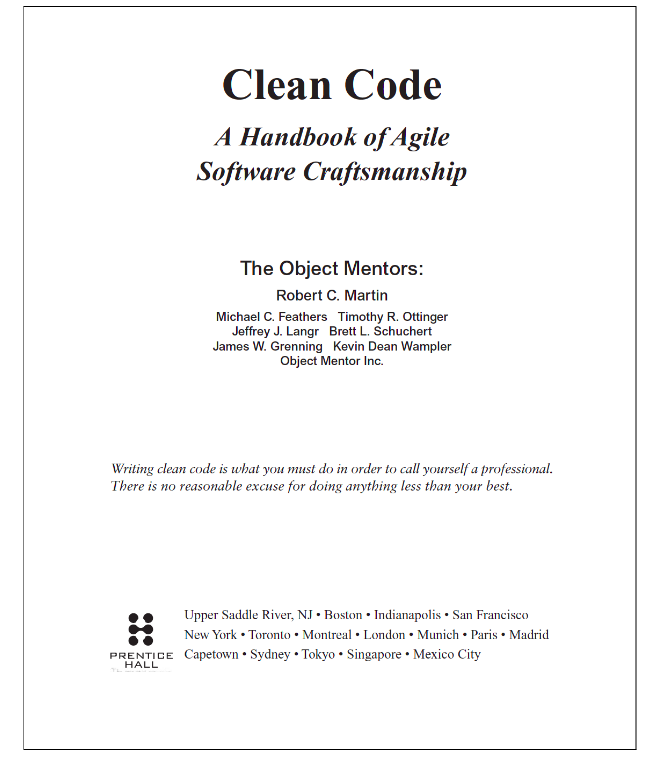 Clean Code
A Handbook of Agile
Software Craftsmanship
The Object Mentors:
Robert C. Martin
Michael C. Feathers Timothy R. Ottinger
Jeffrey J. Langr Brett L. Schuchert
James W. Grenning Kevin Dean Wampler
Object Mentor Inc.
Writing clean code is what you must do in order to call yourself a professional.
There is no reasonable excuse for doing anything less than your best.
Upper Saddle River, NJ • Boston • Indianapolis • San Francisco
New York • Toronto • Montreal • London • Munich • Paris • Madrid
Capetown • Sydney • Tokyo • Singapore • Mexico City
PRENTICE
HALL